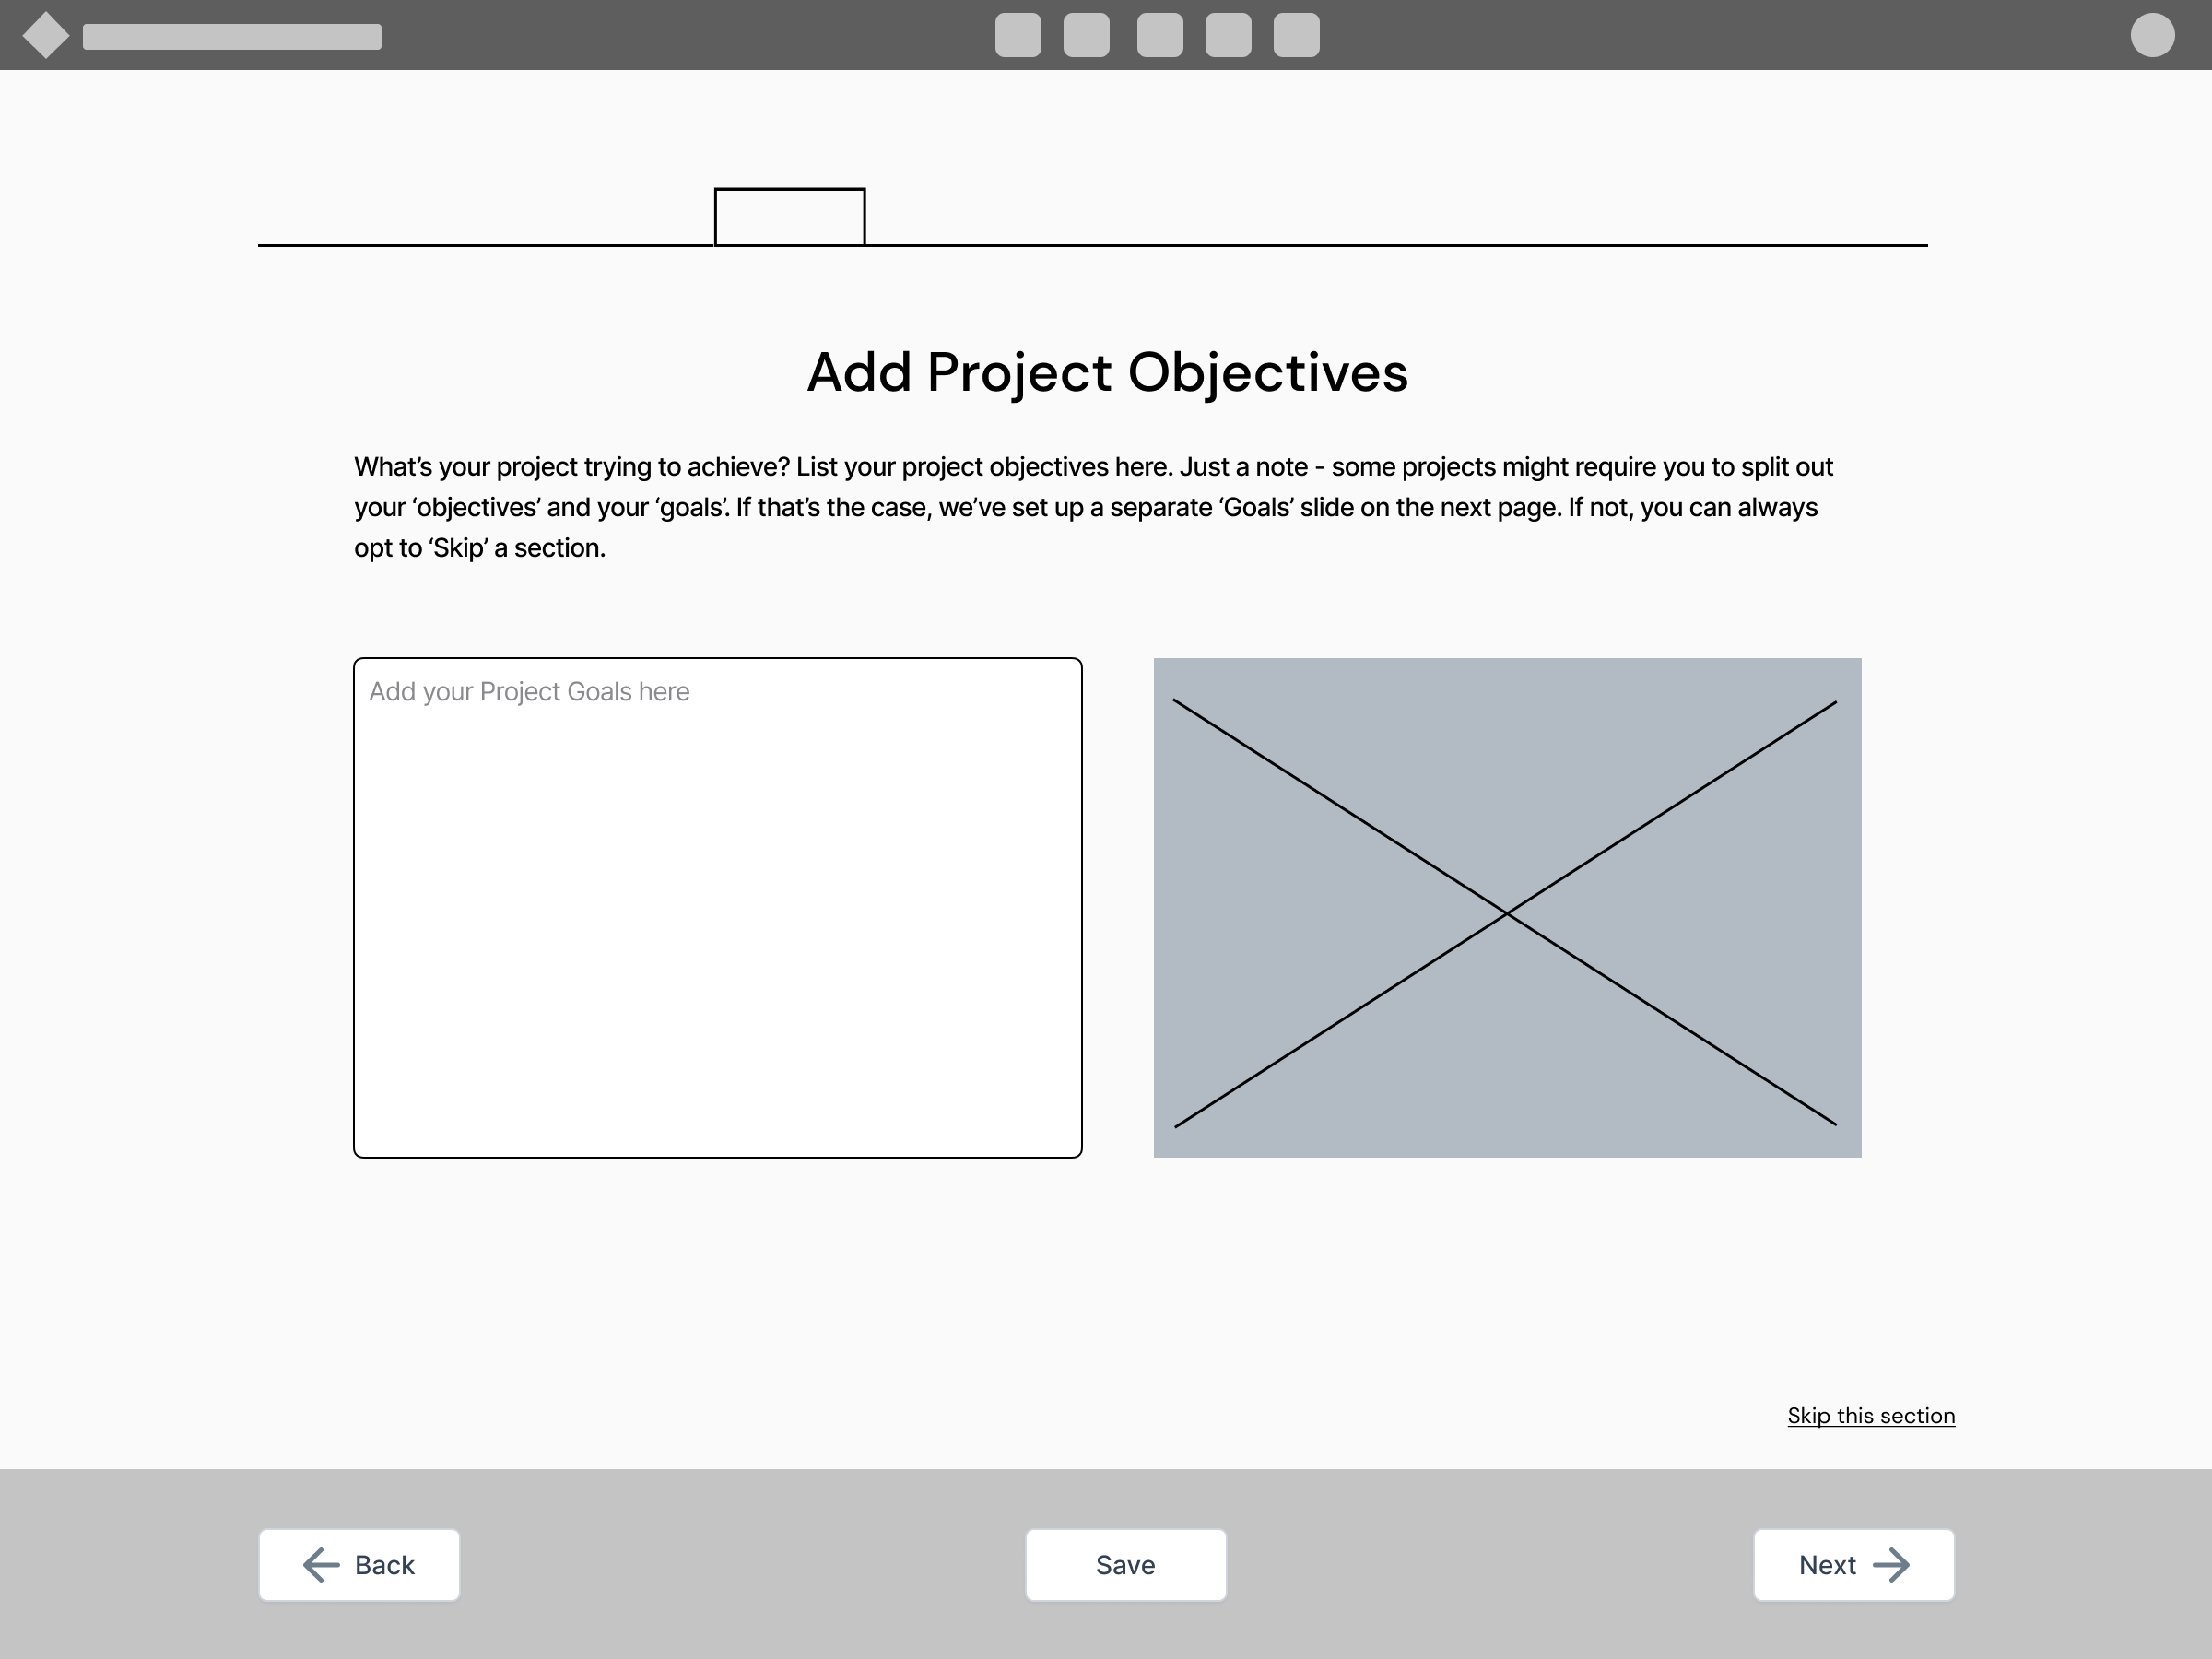 Add Project Objectives
What’s your project trying to achieve? List your project objectives here. Just a note - some projects might require you to split out
your ‘objectives’ and your ‘goals’. If that’s the case, we’ve set up a separate ‘Goals’ slide on the next page. If not, you can always
opt to ‘Skip’ a section.
Add your Project Goals here
Skip this section
Back
Save
Next